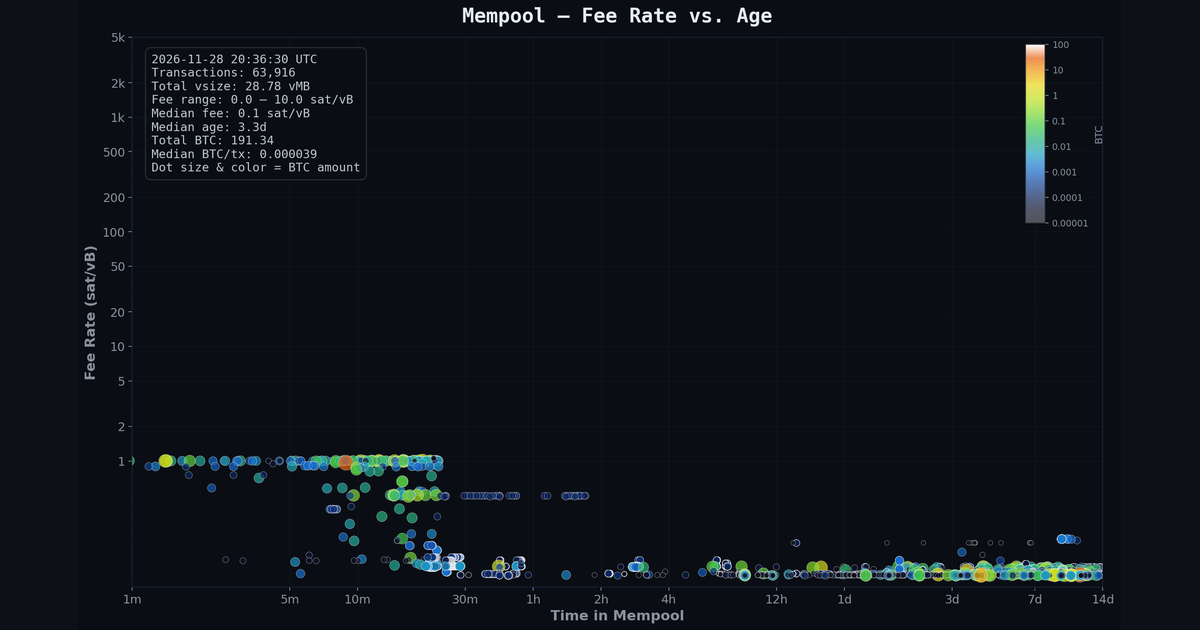 Mempool — Fee Rate vs. Age
2026-11-28 20:36:30 UTC
Transactions: 63,916
Total vsize: 28.78 vMB
Fee range: 0.0 – 10.0 sat/vB
Median fee: 0.1 sat/vB
Median age: 3.3d
Total BTC: 191.34
Median BTC/tx: 0.000039
Dot size & color = BTC amount
100
10
1
0.1
0.01
0.001
0.0001
0.00001
BTC
Fee Rate (sat/vB)
5k
2k
1k
500
200
100
50
20
10
5
2
1
1m 5m 10m 30m 1h 2h 4h 12h 1d 3d 7d 14d
Time in Mempool